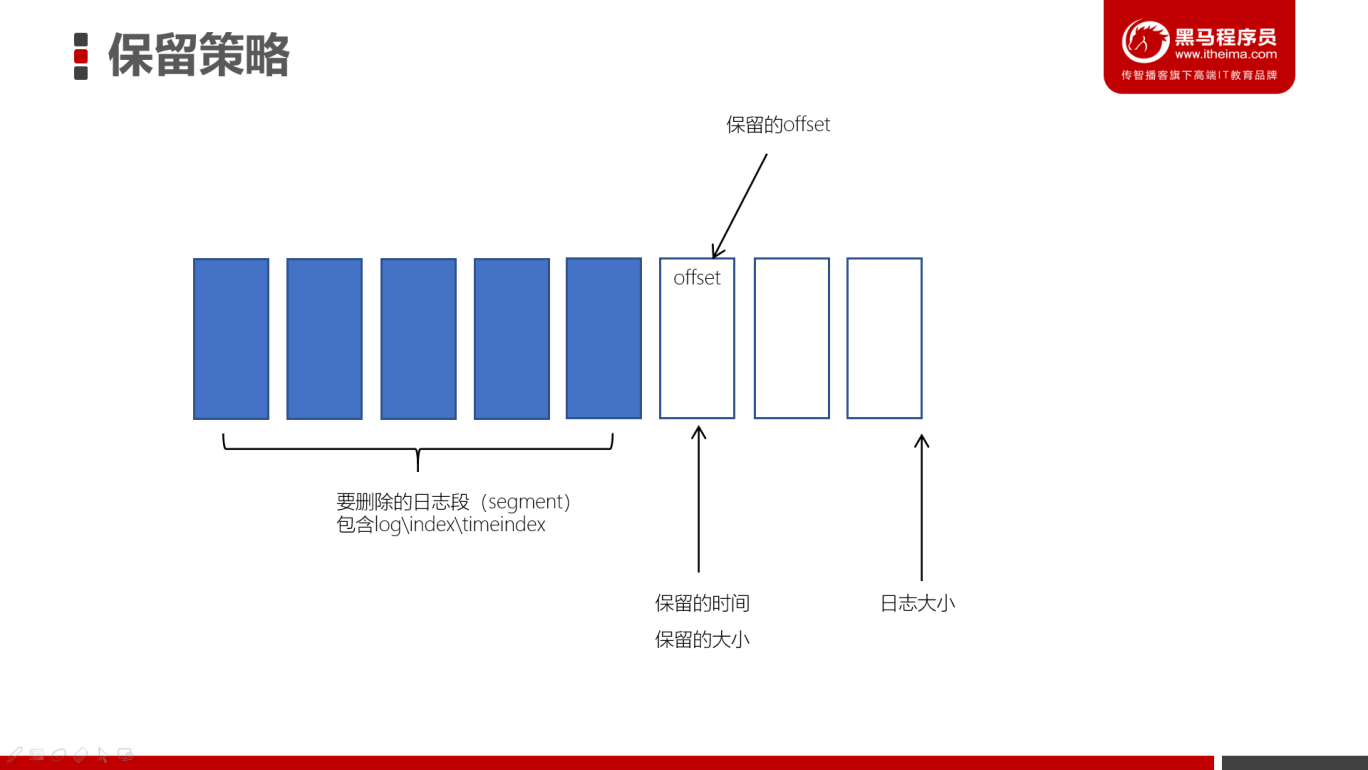 保留策略
黑马程序员
www.itheima.com
传智播客旗下高端IT教育品牌
保留的offset
offset
要删除的日志段（segment）
包含log\index\timeindex
保留的时间
保留的大小
日志大小